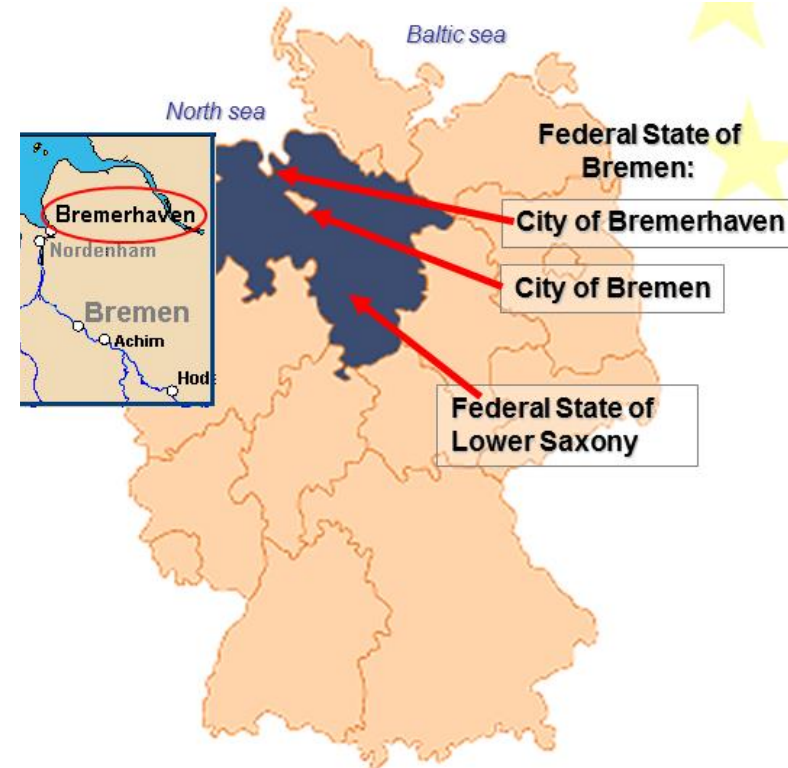 Baltic sea
North sea
Federal State of
Bremen:
City of Bremerhaven
City of Bremen
Federal State of
Lower Saxony
Bremerhaven
Nordenham
Bremen
Achim
Hod